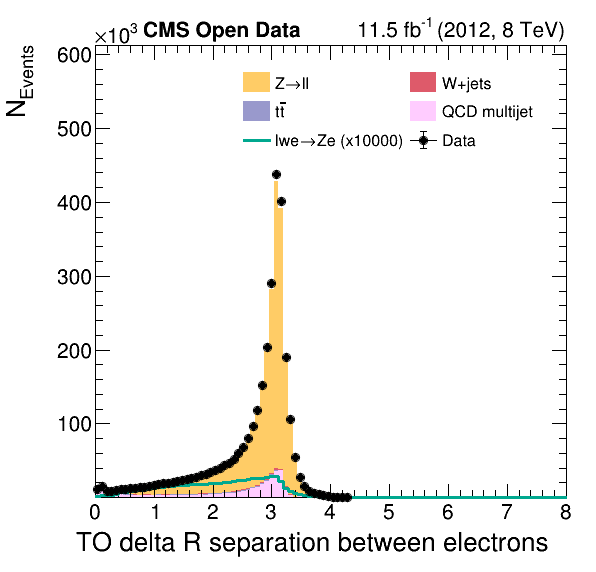 ×10³ CMS Open Data 11.5 fb⁻¹ (2012, 8 TeV)
N_Events
600
500
400
300
200
100
Z→ll W+jets
tt̄ QCD multijet
lwe→Ze (x10000) Data
0 1 2 3 4 5 6 7 8
TO delta R separation between electrons